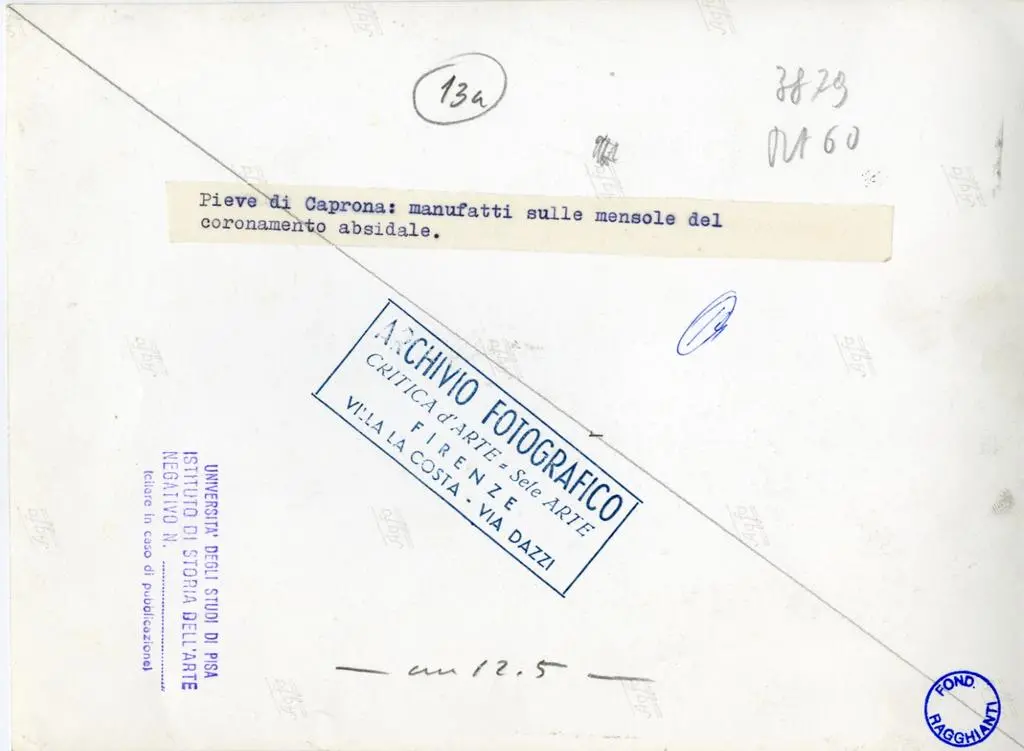 13a
3879
60
Pieve di Caprona: manufatti sulle mensole del
coronamento absidale.
ARCHIVIO FOTOGRAFICO
CRITICA d'ARTE = Sele ARTE
FIRENZE
VILLA LA COSTA - VIA DAZZI
UNIVERSITA' DEGLI STUDI DI PISA
ISTITUTO DI STORIA DELL'ARTE
NEGATIVO N. ....................
(citare in caso di pubblicazione)
— cm 12.5 —
FOND.
RAGGHIANTI